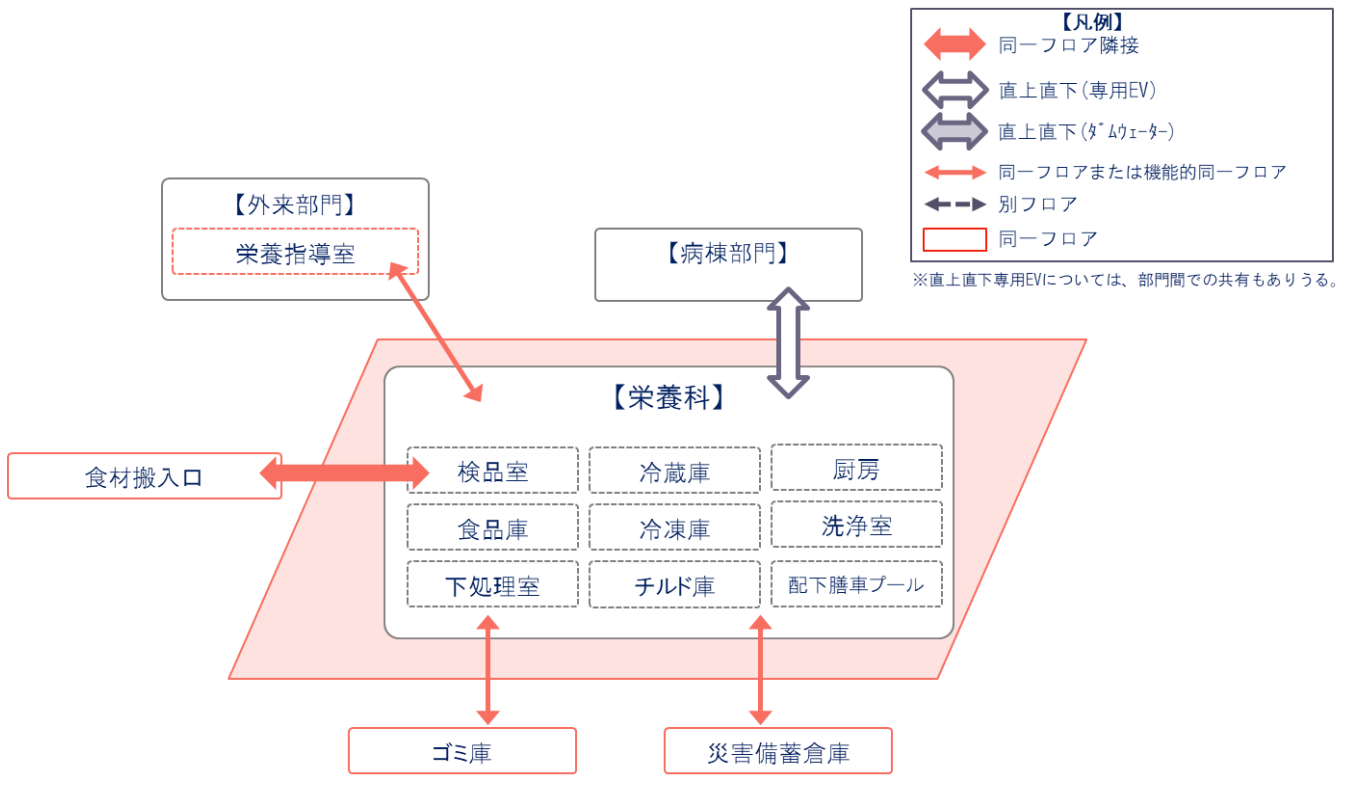 【凡例】
同一フロア隣接
直上直下(専用EV)
直上直下(ﾀﾞﾑｳｪｰﾀｰ)
同一フロアまたは機能的同一フロア
別フロア
同一フロア
※直上直下専用EVについては、部門間での共有もありうる。
【外来部門】
栄養指導室
【病棟部門】
【栄養科】
食材搬入口
検品室
冷蔵庫
厨房
食品庫
冷凍庫
洗浄室
下処理室
チルド庫
配下膳車プール
ゴミ庫
災害備蓄倉庫